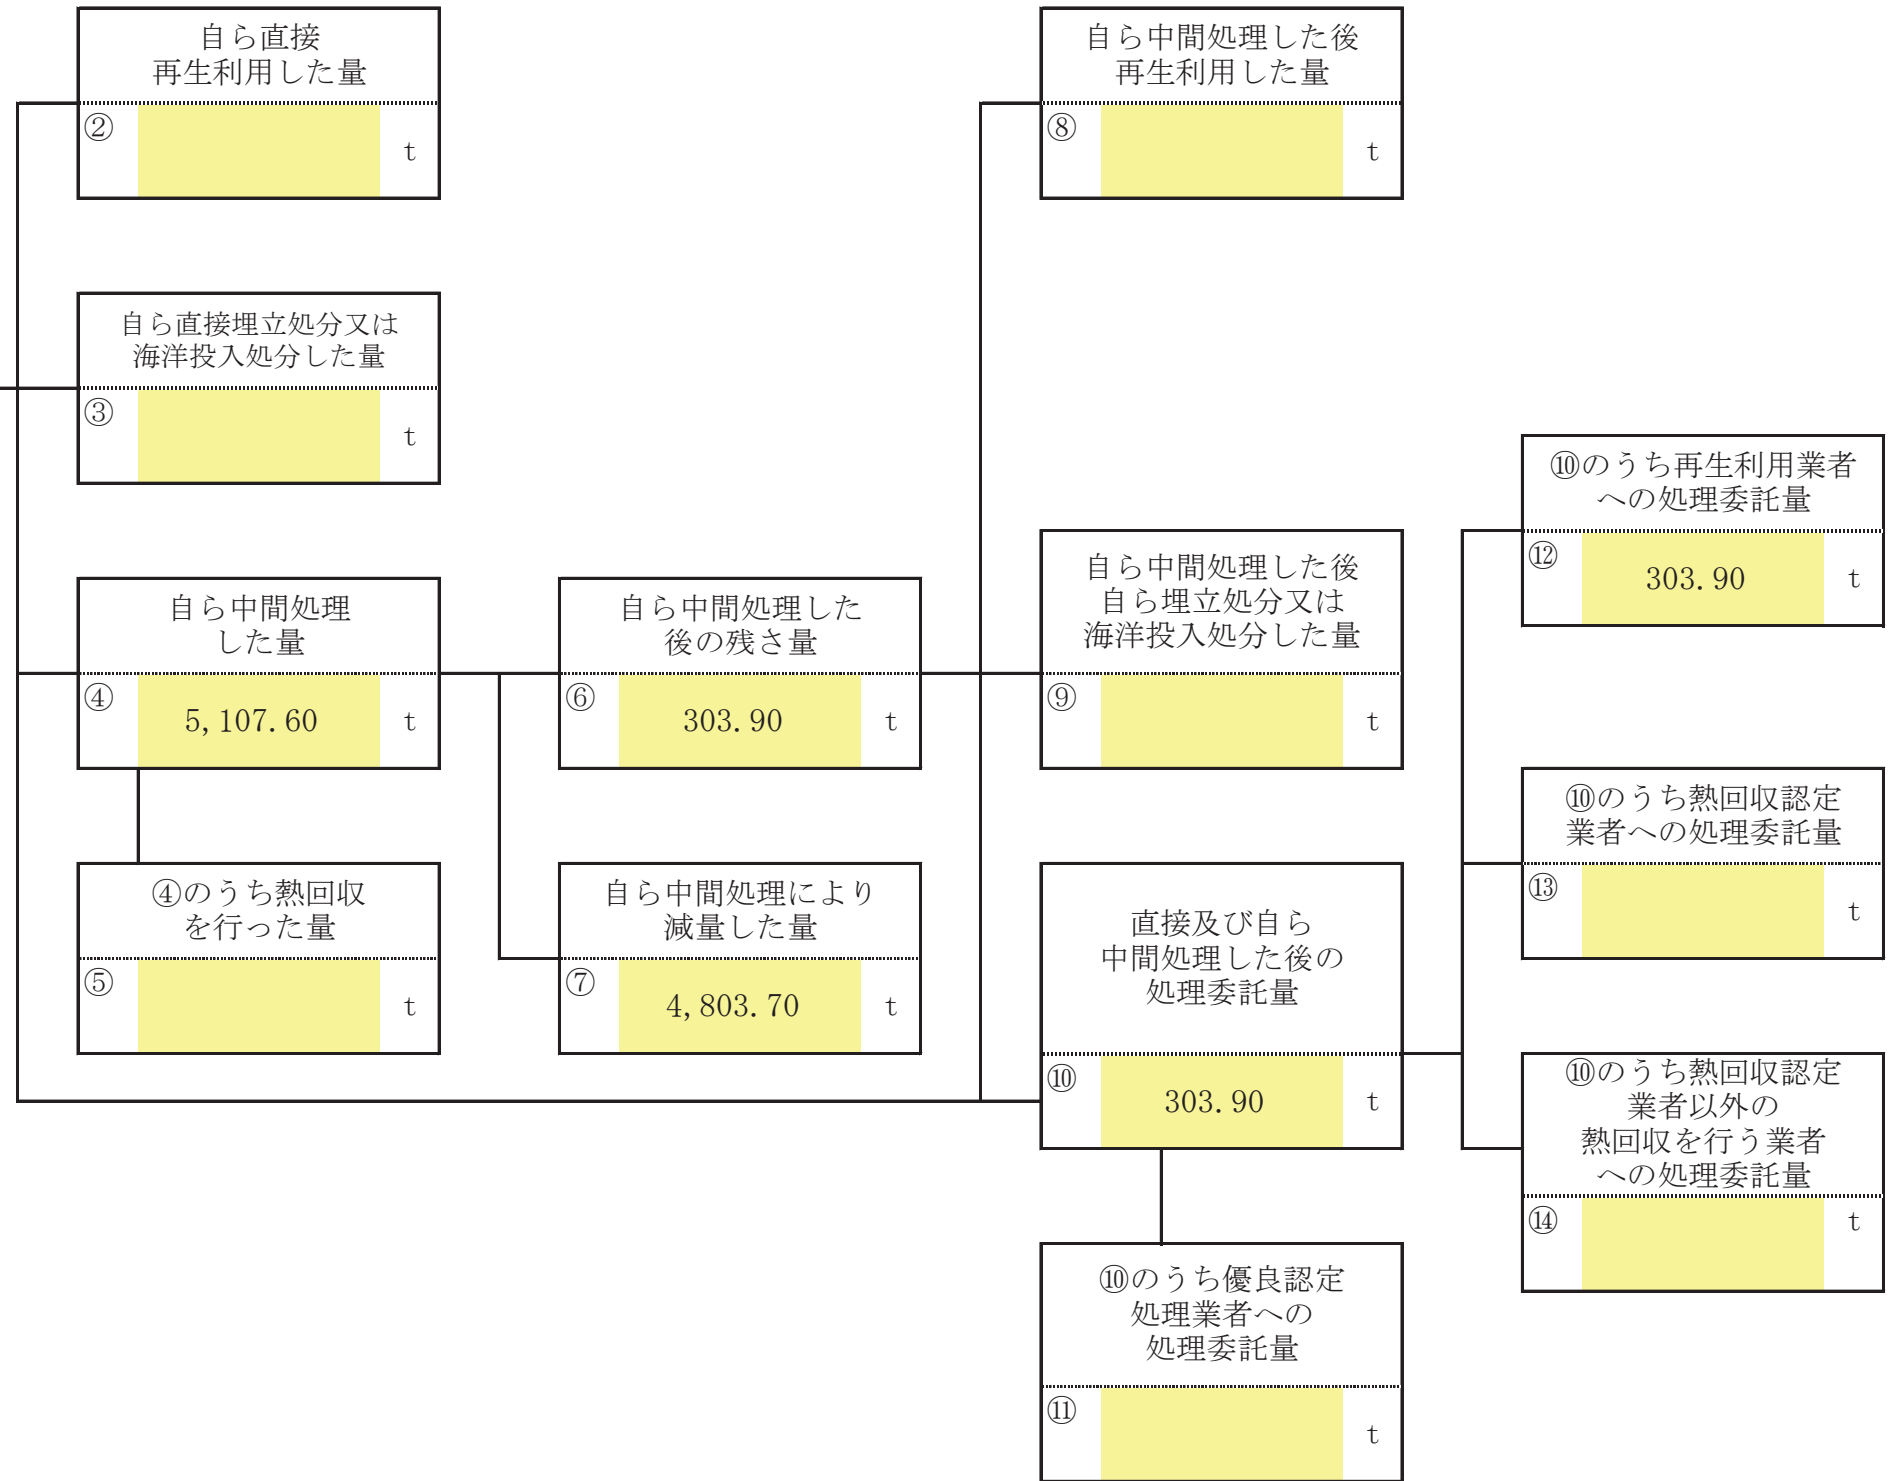 自ら直接
再生利用した量
②
t
自ら直接埋立処分又は
海洋投入処分した量
③
t
自ら中間処理
した量
④
5,107.60
t
④のうち熱回収
を行った量
⑤
t
自ら中間処理した
後の残さ量
⑥
303.90
t
自ら中間処理により
減量した量
⑦
4,803.70
t
自ら中間処理した後
再生利用した量
⑧
t
自ら中間処理した後
自ら埋立処分又は
海洋投入処分した量
⑨
t
直接及び自ら
中間処理した後の
処理委託量
⑩
303.90
t
⑩のうち優良認定
処理業者への
処理委託量
⑪
t
⑩のうち再生利用業者
への処理委託量
⑫
303.90
t
⑩のうち熱回収認定
業者への処理委託量
⑬
t
⑩のうち熱回収認定
業者以外の
熱回収を行う業者
への処理委託量
⑭
t